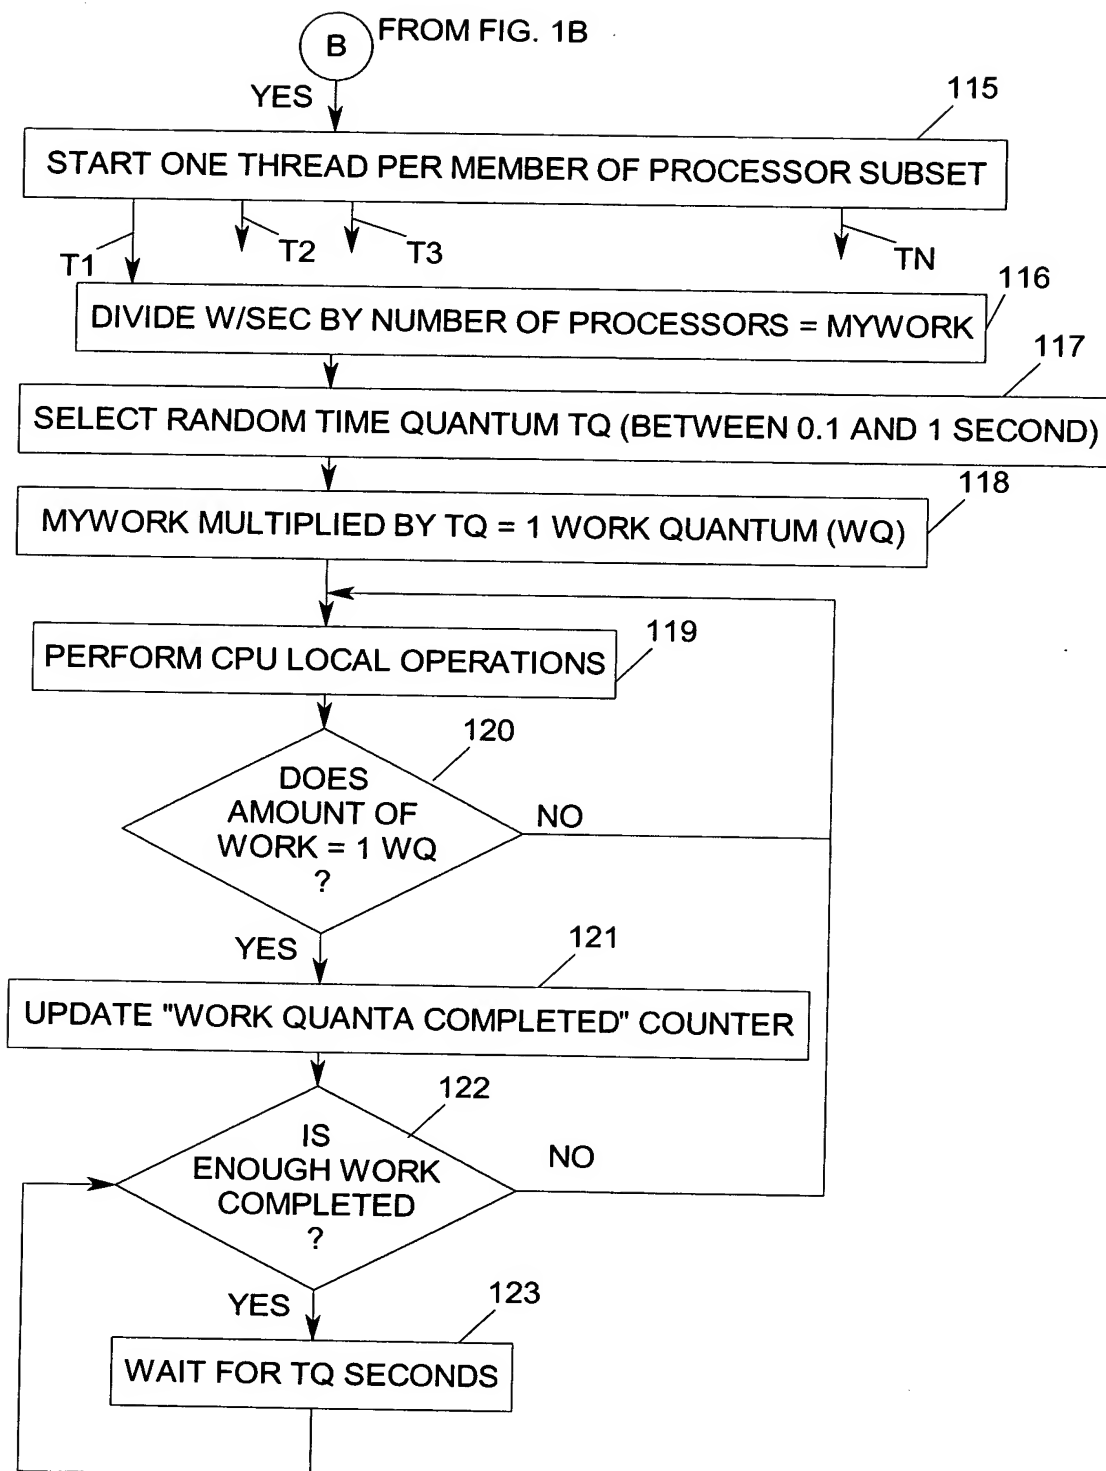 B
FROM FIG. 1B
YES
115
START ONE THREAD PER MEMBER OF PROCESSOR SUBSET
T1
T2
T3
TN
116
DIVIDE W/SEC BY NUMBER OF PROCESSORS = MYWORK
117
SELECT RANDOM TIME QUANTUM TQ (BETWEEN 0.1 AND 1 SECOND)
118
MYWORK MULTIPLIED BY TQ = 1 WORK QUANTUM (WQ)
119
PERFORM CPU LOCAL OPERATIONS
120
DOES
AMOUNT OF
WORK = 1 WQ
?
NO
YES
121
UPDATE "WORK QUANTA COMPLETED" COUNTER
122
IS
ENOUGH WORK
COMPLETED
?
NO
YES
123
WAIT FOR TQ SECONDS